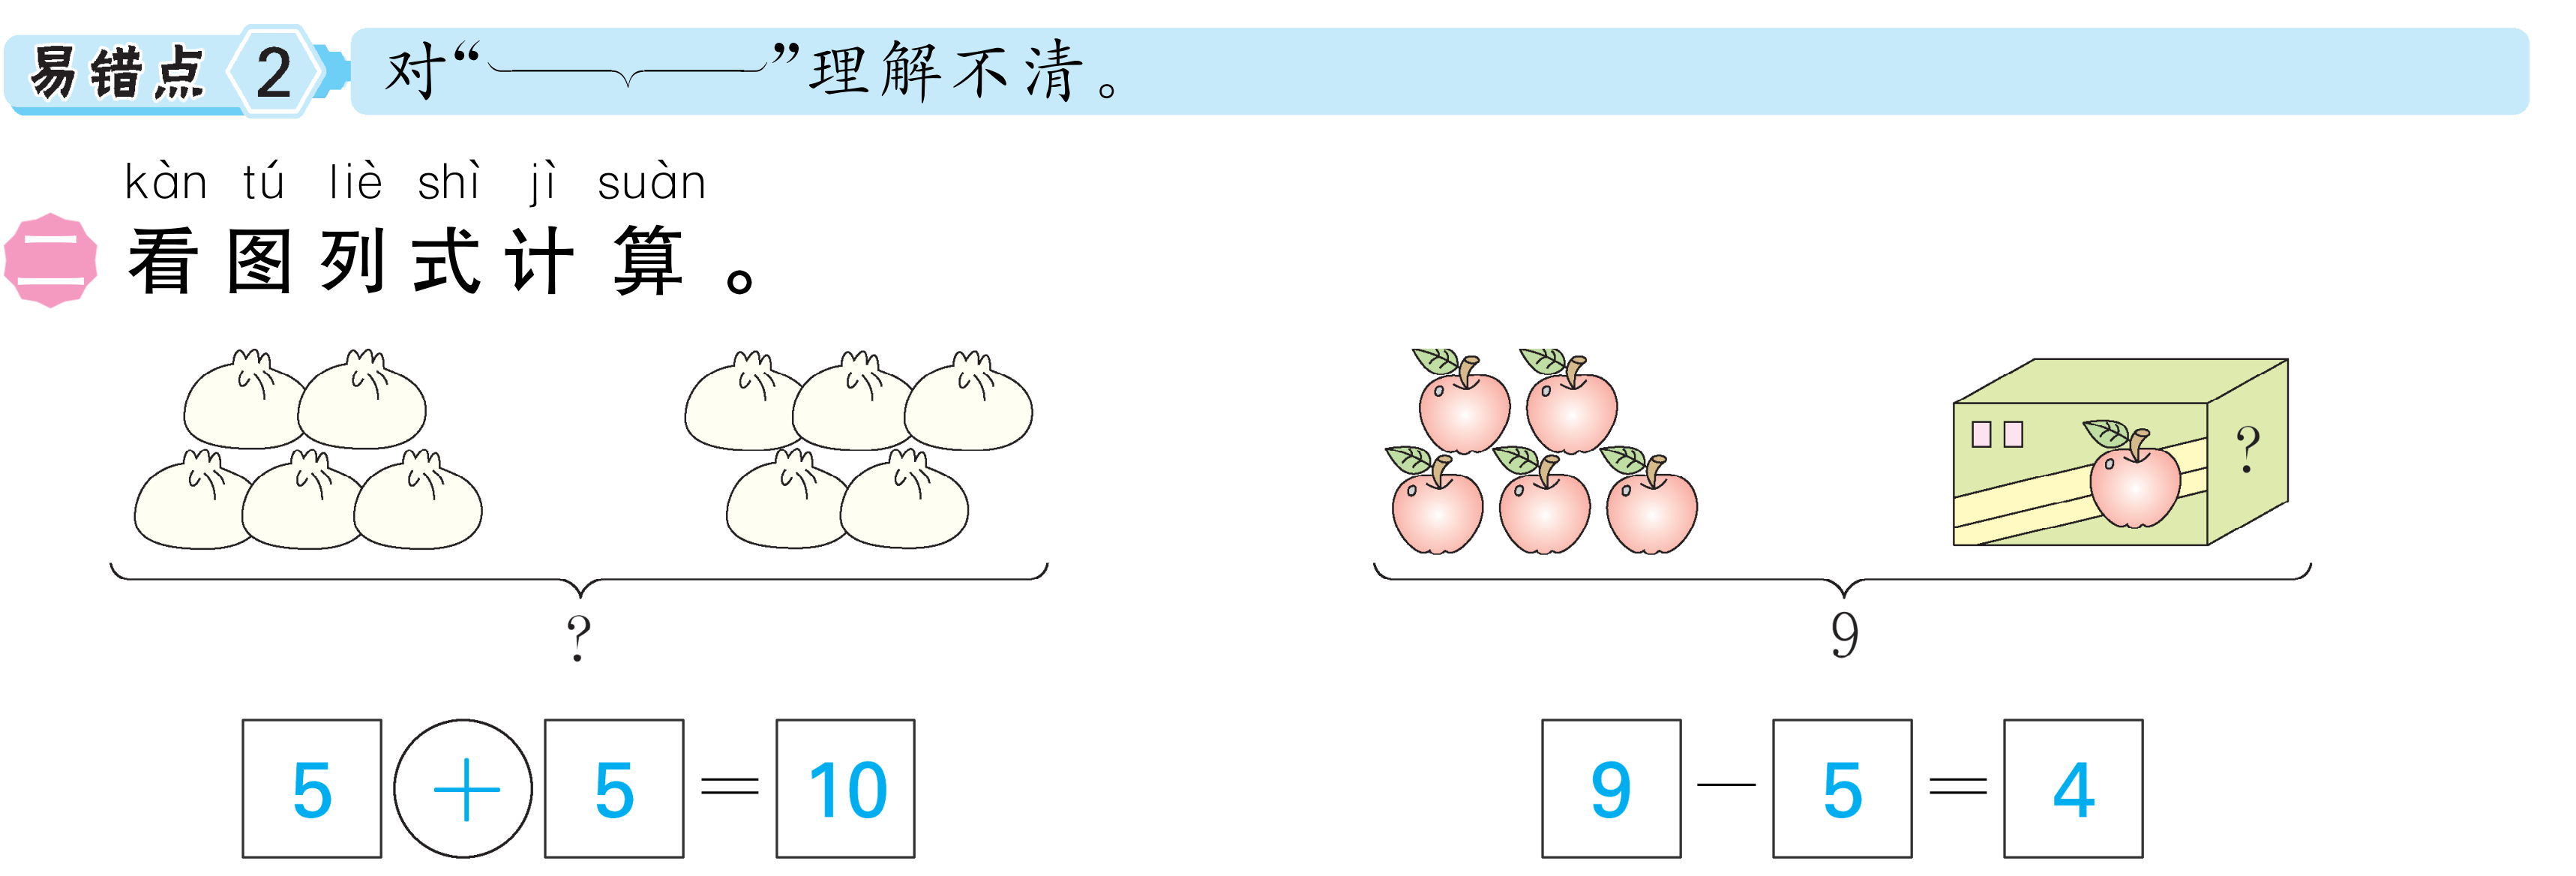 易错点 2 对“﹈”理解不清。
kàn tú liè shì jì suàn
二 看图列式计算。
?
? 9
5 + 5 = 10 9 - 5 = 4